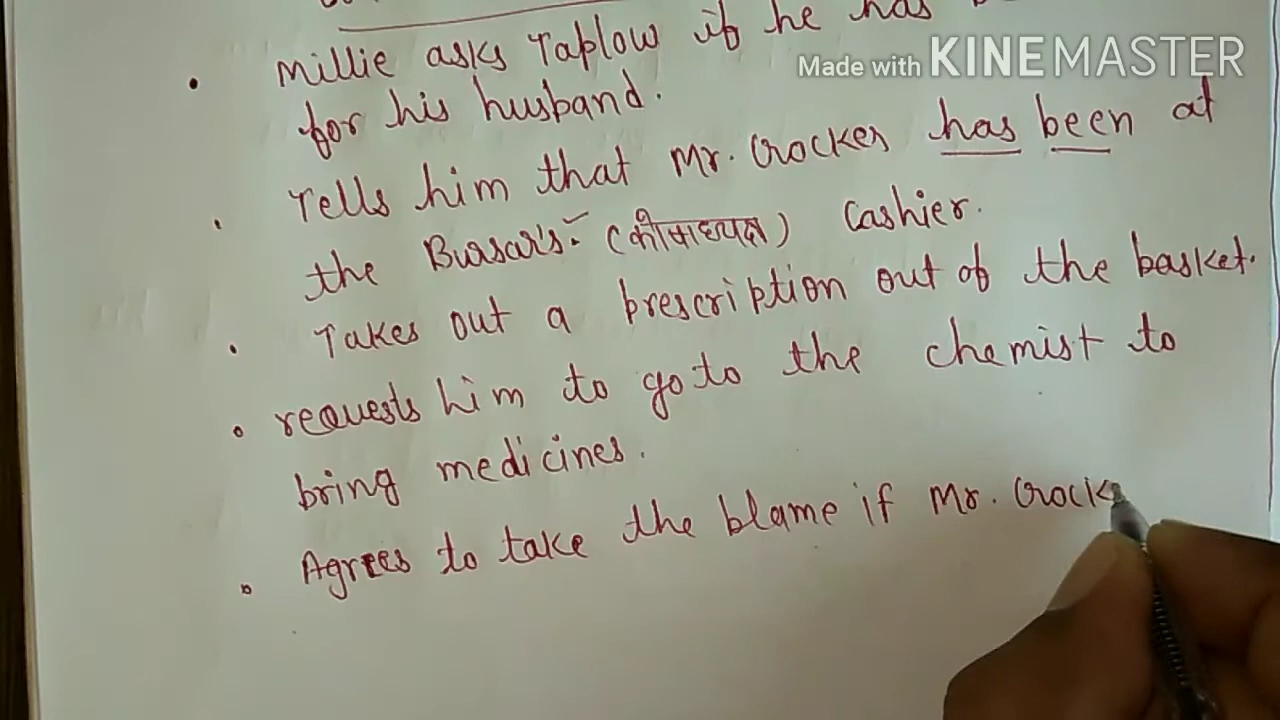 Millie asks Taplow if he has
Made with KINEMASTER
for his husband.
Tells him that Mr. Crocker has been at
the Bursar's. (कोषाध्यक्ष) Cashier.
Takes out a prescription out of the basket.
requests him to go to the chemist to
bring medicines.
Agrees to take the blame if Mr. Crock